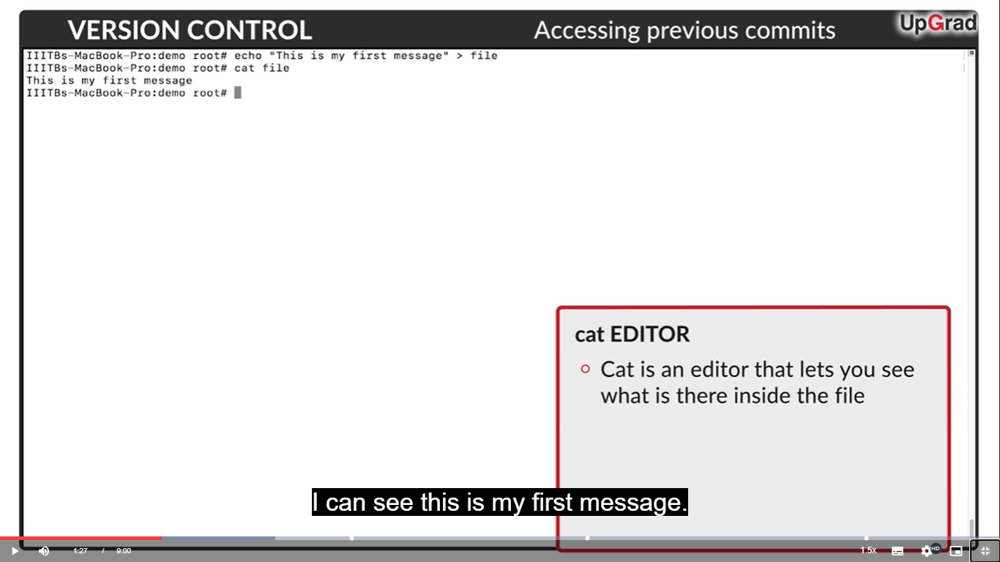 VERSION CONTROL
Accessing previous commits
UpGrad
IIITBs-MacBook-Pro:demo root# echo "This is my first message" > file
IIITBs-MacBook-Pro:demo root# cat file
This is my first message
IIITBs-MacBook-Pro:demo root#
cat EDITOR
Cat is an editor that lets you see
what is there inside the file
I can see this is my first message.
1:27 / 9:00
1.5x
HD